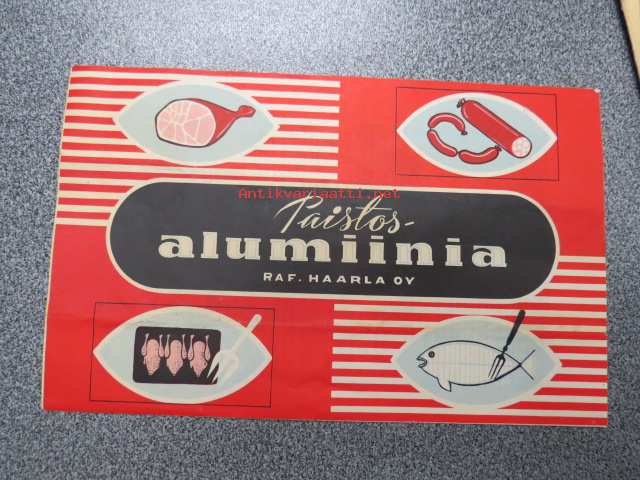 Antikvariaatti.net
Paistos-
alumiinia
RAF. HAARLA OY